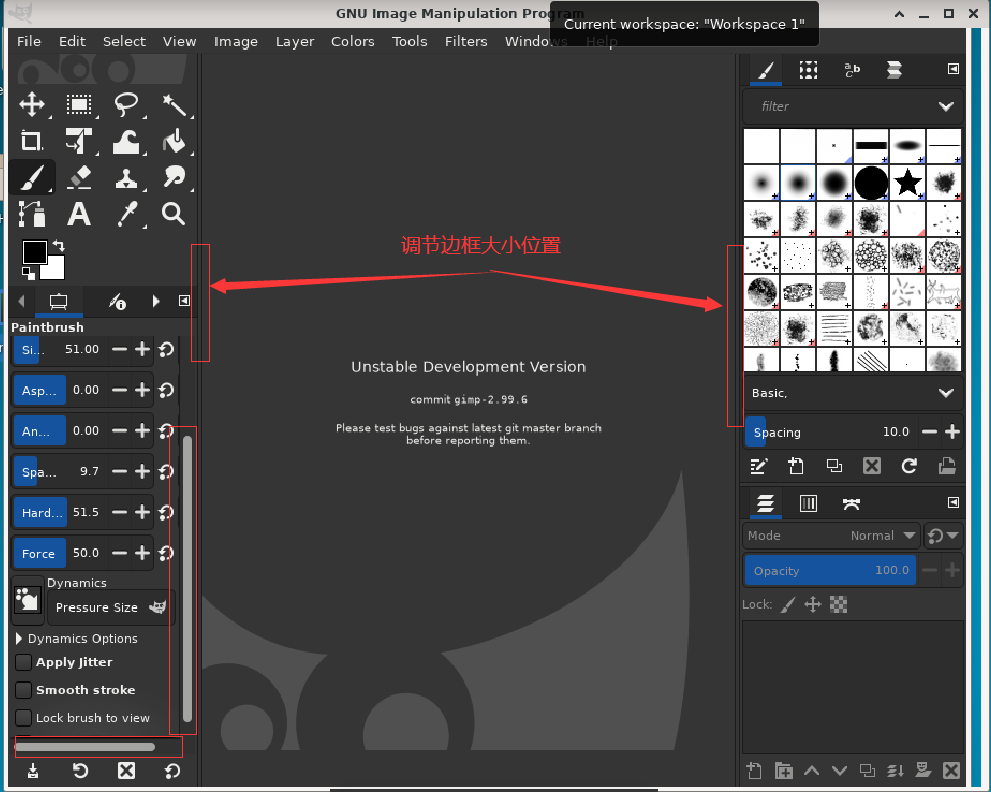 GNU Image Manipulation Program
Current workspace: "Workspace 1"
File Edit Select View Image Layer Colors Tools Filters Windows Help
filter
调节边框大小位置
Paintbrush
Si... 51.00
Asp... 0.00
An... 0.00
Spa... 9.7
Hard... 51.5
Force 50.0
Dynamics
Pressure Size
Dynamics Options
Apply Jitter
Smooth stroke
Lock brush to view
Unstable Development Version
commit gimp-2.99.6
Please test bugs against latest git master branch
before reporting them.
Basic,
Spacing 10.0
Mode Normal
Opacity 100.0
Lock: